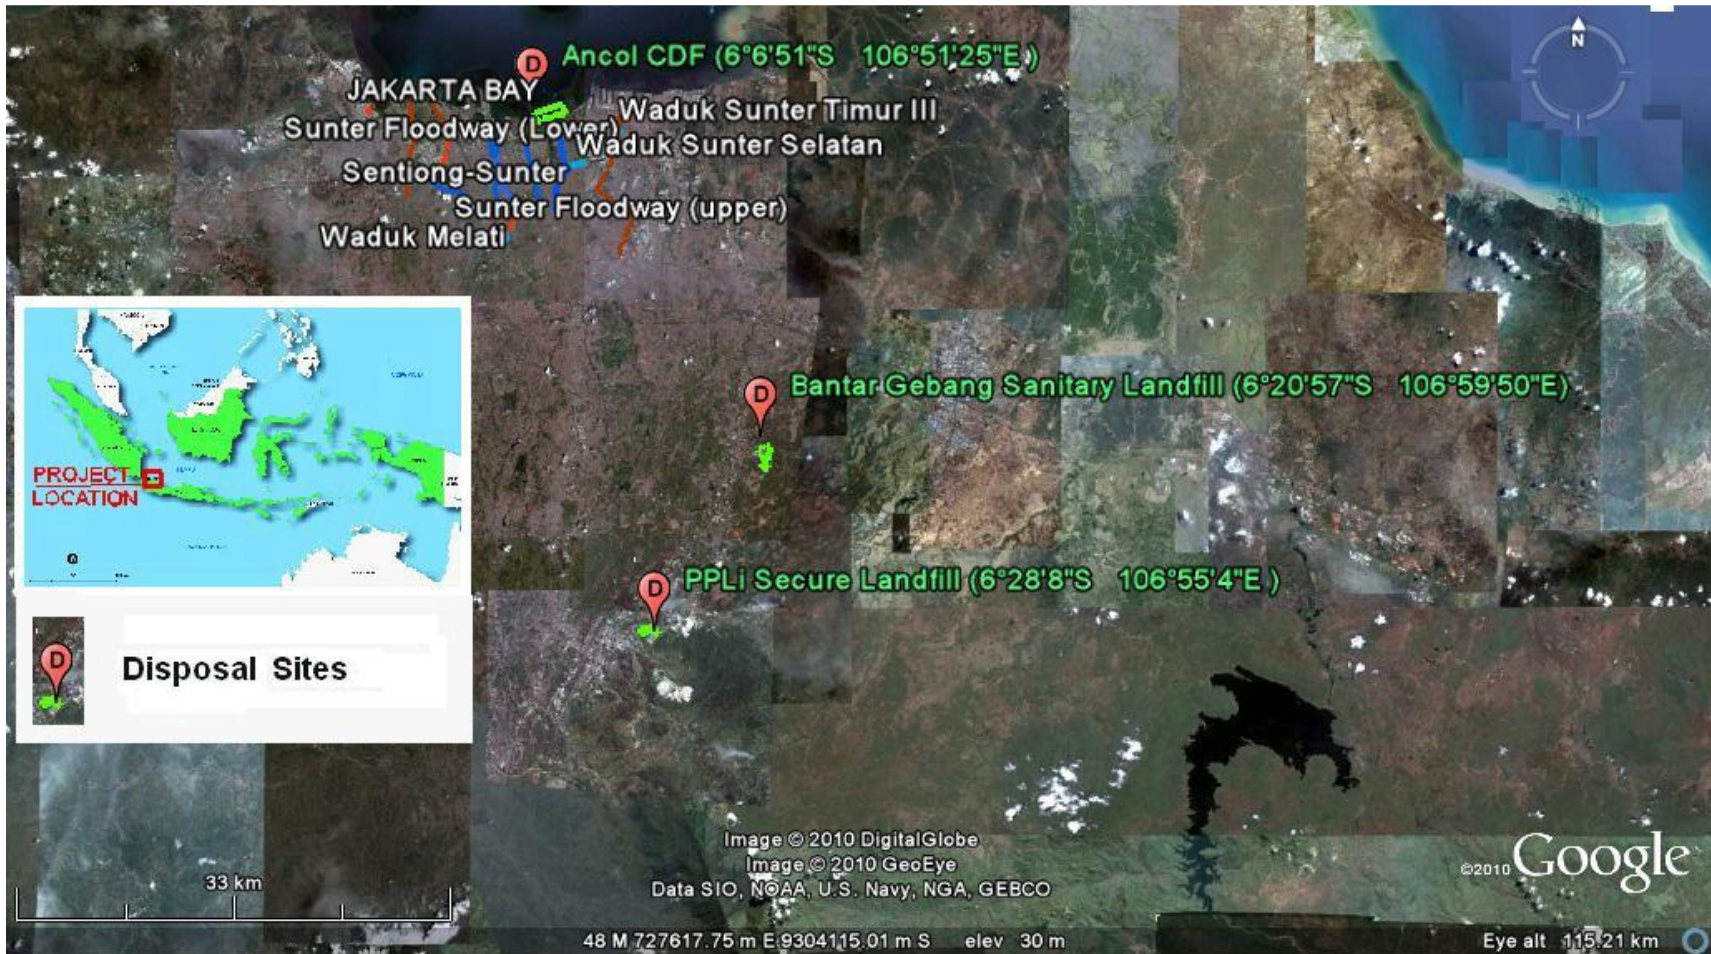 N
D Ancol CDF (6°6'51"S 106°51'25"E )
JAKARTA BAY
Waduk Sunter Timur III
Sunter Floodway (Lower)
Waduk Sunter Selatan
Sentiong-Sunter
Sunter Floodway (upper)
Waduk Melati
D Bantar Gebang Sanitary Landfill (6°20'57"S 106°59'50"E)
PROJECT
LOCATION
D PPLi Secure Landfill (6°28'8"S 106°55'4"E )
D Disposal Sites
Image © 2010 DigitalGlobe
Image © 2010 GeoEye
Data SIO, NOAA, U.S. Navy, NGA, GEBCO
©2010 Google
33 km
48 M 727617.75 m E 9304115.01 m S elev 30 m
Eye alt 115.21 km